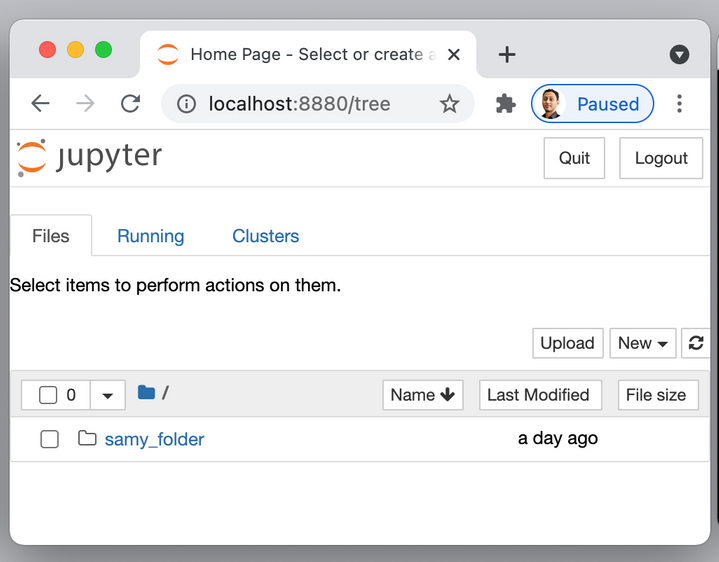 Home Page - Select or create a
localhost:8880/tree
Paused
jupyter
Quit
Logout
Files
Running
Clusters
Select items to perform actions on them.
Upload
New
0
/
Name
Last Modified
File size
samy_folder
a day ago